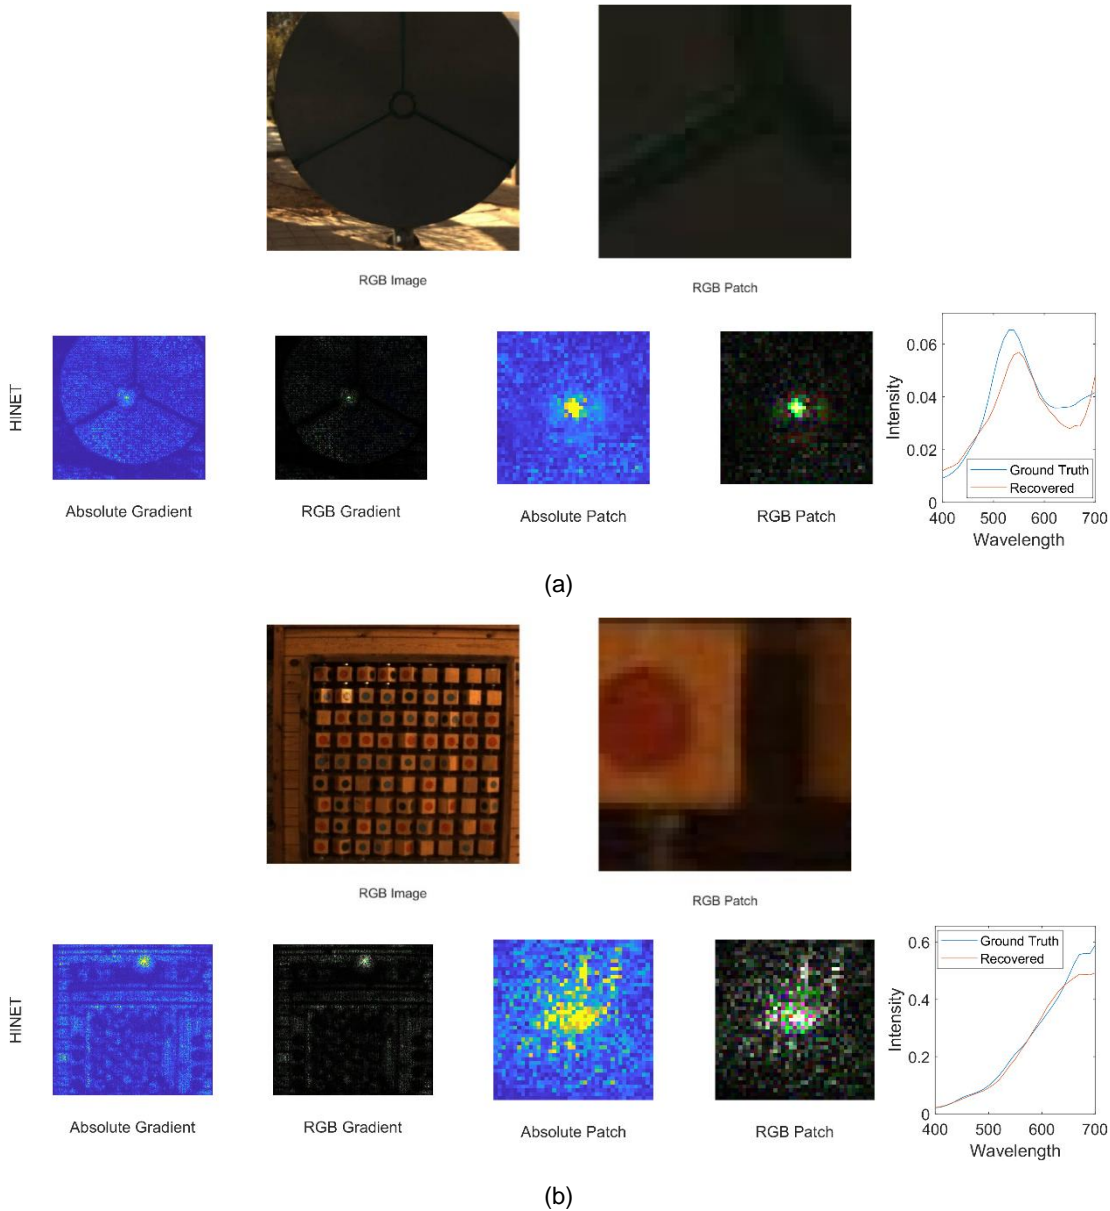 RGB Image
RGB Patch
HINET
Absolute Gradient
RGB Gradient
Absolute Patch
RGB Patch
Intensity
0.06
0.04
0.02
0
Ground Truth
Recovered
400 500 600 700
Wavelength
(a)
RGB Image
RGB Patch
HINET
Absolute Gradient
RGB Gradient
Absolute Patch
RGB Patch
Intensity
0.6
0.4
0.2
0
Ground Truth
Recovered
400 500 600 700
Wavelength
(b)